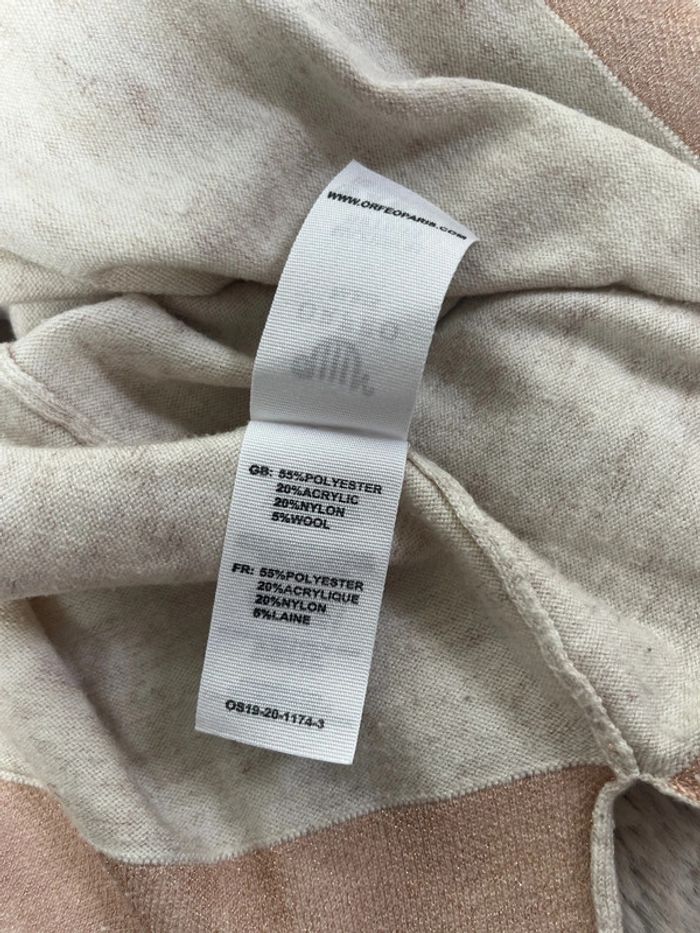 WWW.ORFEOPARIS.COM
GB: 55%POLYESTER
20%ACRYLIC
20%NYLON
5%WOOL
FR: 55%POLYESTER
20%ACRYLIQUE
20%NYLON
5%LAINE
OS19-20-1174-3